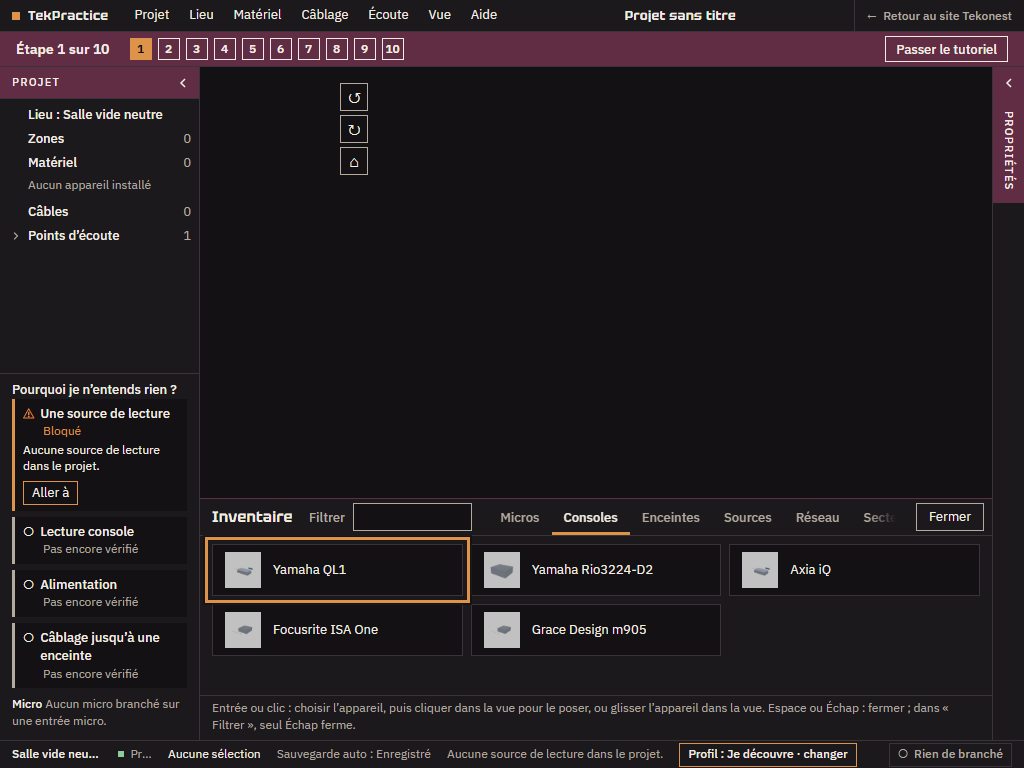 TekPractice Projet Lieu Matériel Câblage Écoute Vue Aide Projet sans titre ← Retour au site Tekonest
Étape 1 sur 10 1 2 3 4 5 6 7 8 9 10 Passer le tutoriel
PROJET
Lieu : Salle vide neutre
Zones 0
Matériel 0
Aucun appareil installé
Câbles 0
Points d’écoute 1
PROPRIÉTÉS
Pourquoi je n’entends rien ?
Une source de lecture
Bloqué
Aucune source de lecture
dans le projet.
Aller à
Lecture console
Pas encore vérifié
Alimentation
Pas encore vérifié
Câblage jusqu’à une
enceinte
Pas encore vérifié
Micro Aucun micro branché sur
une entrée micro.
Inventaire Filtrer Micros Consoles Enceintes Sources Réseau Secte Fermer
Yamaha QL1 Yamaha Rio3224-D2 Axia iQ
Focusrite ISA One Grace Design m905
Entrée ou clic : choisir l’appareil, puis cliquer dans la vue pour le poser, ou glisser l’appareil dans la vue. Espace ou Échap : fermer ; dans «
Filtrer », seul Échap ferme.
Salle vide neu... Pr... Aucune sélection Sauvegarde auto : Enregistré Aucune source de lecture dans le projet. Profil : Je découvre · changer Rien de branché